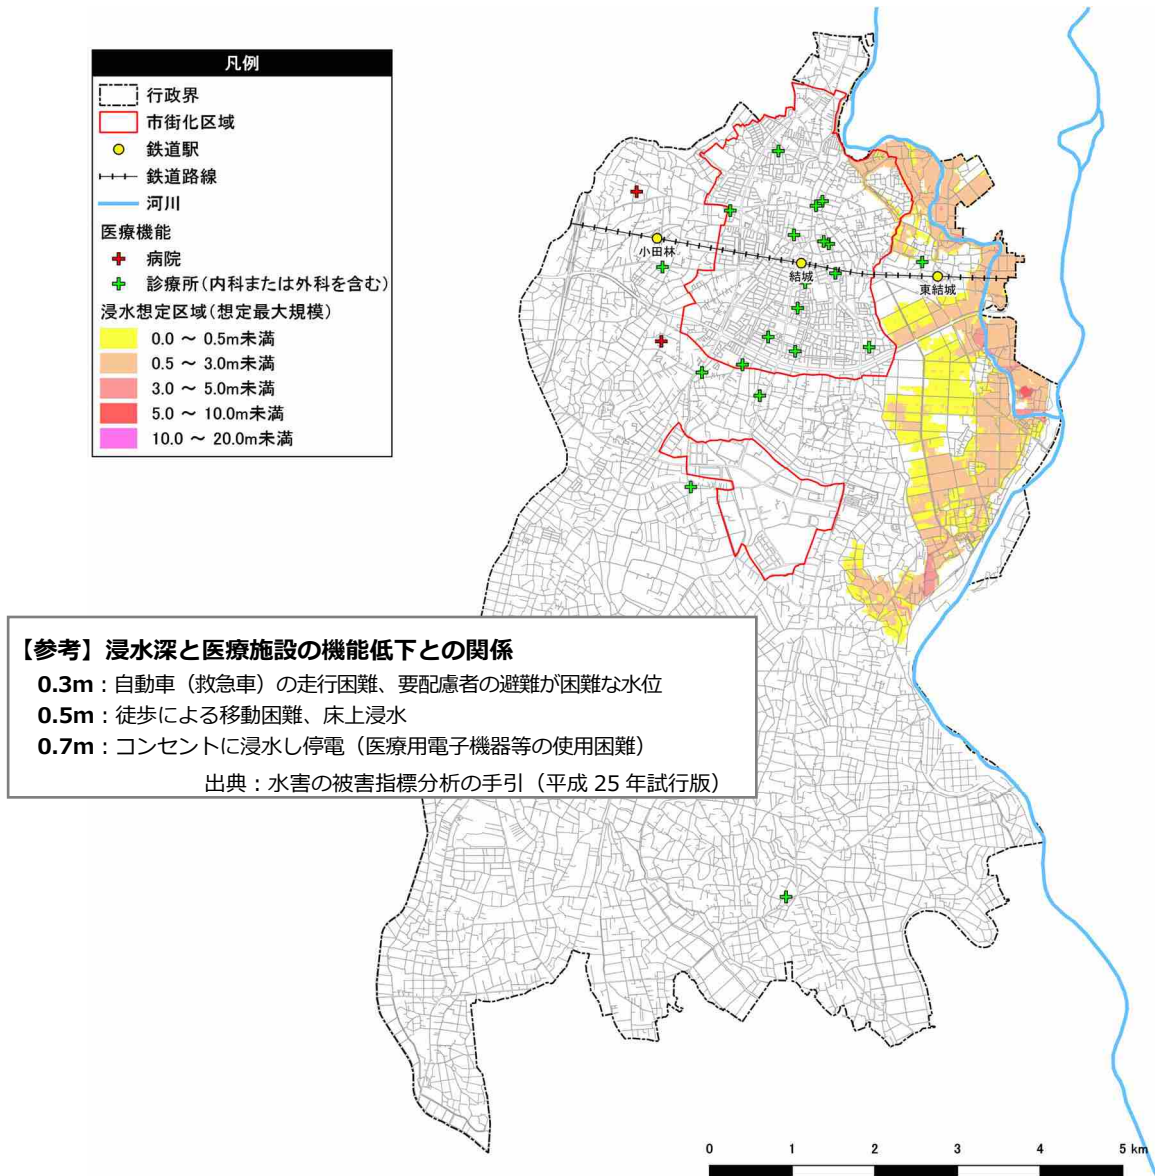 凡例
行政界
市街化区域
鉄道駅
鉄道路線
河川
医療機能
病院
診療所(内科または外科を含む)
浸水想定区域(想定最大規模)
0.0 ～ 0.5m未満
0.5 ～ 3.0m未満
3.0 ～ 5.0m未満
5.0 ～ 10.0m未満
10.0 ～ 20.0m未満
小田林
結城
東結城
【参考】浸水深と医療施設の機能低下との関係
0.3m：自動車（救急車）の走行困難、要配慮者の避難が困難な水位
0.5m：徒歩による移動困難、床上浸水
0.7m：コンセントに浸水し停電（医療用電子機器等の使用困難）
出典：水害の被害指標分析の手引（平成 25 年試行版）
0 1 2 3 4 5 km